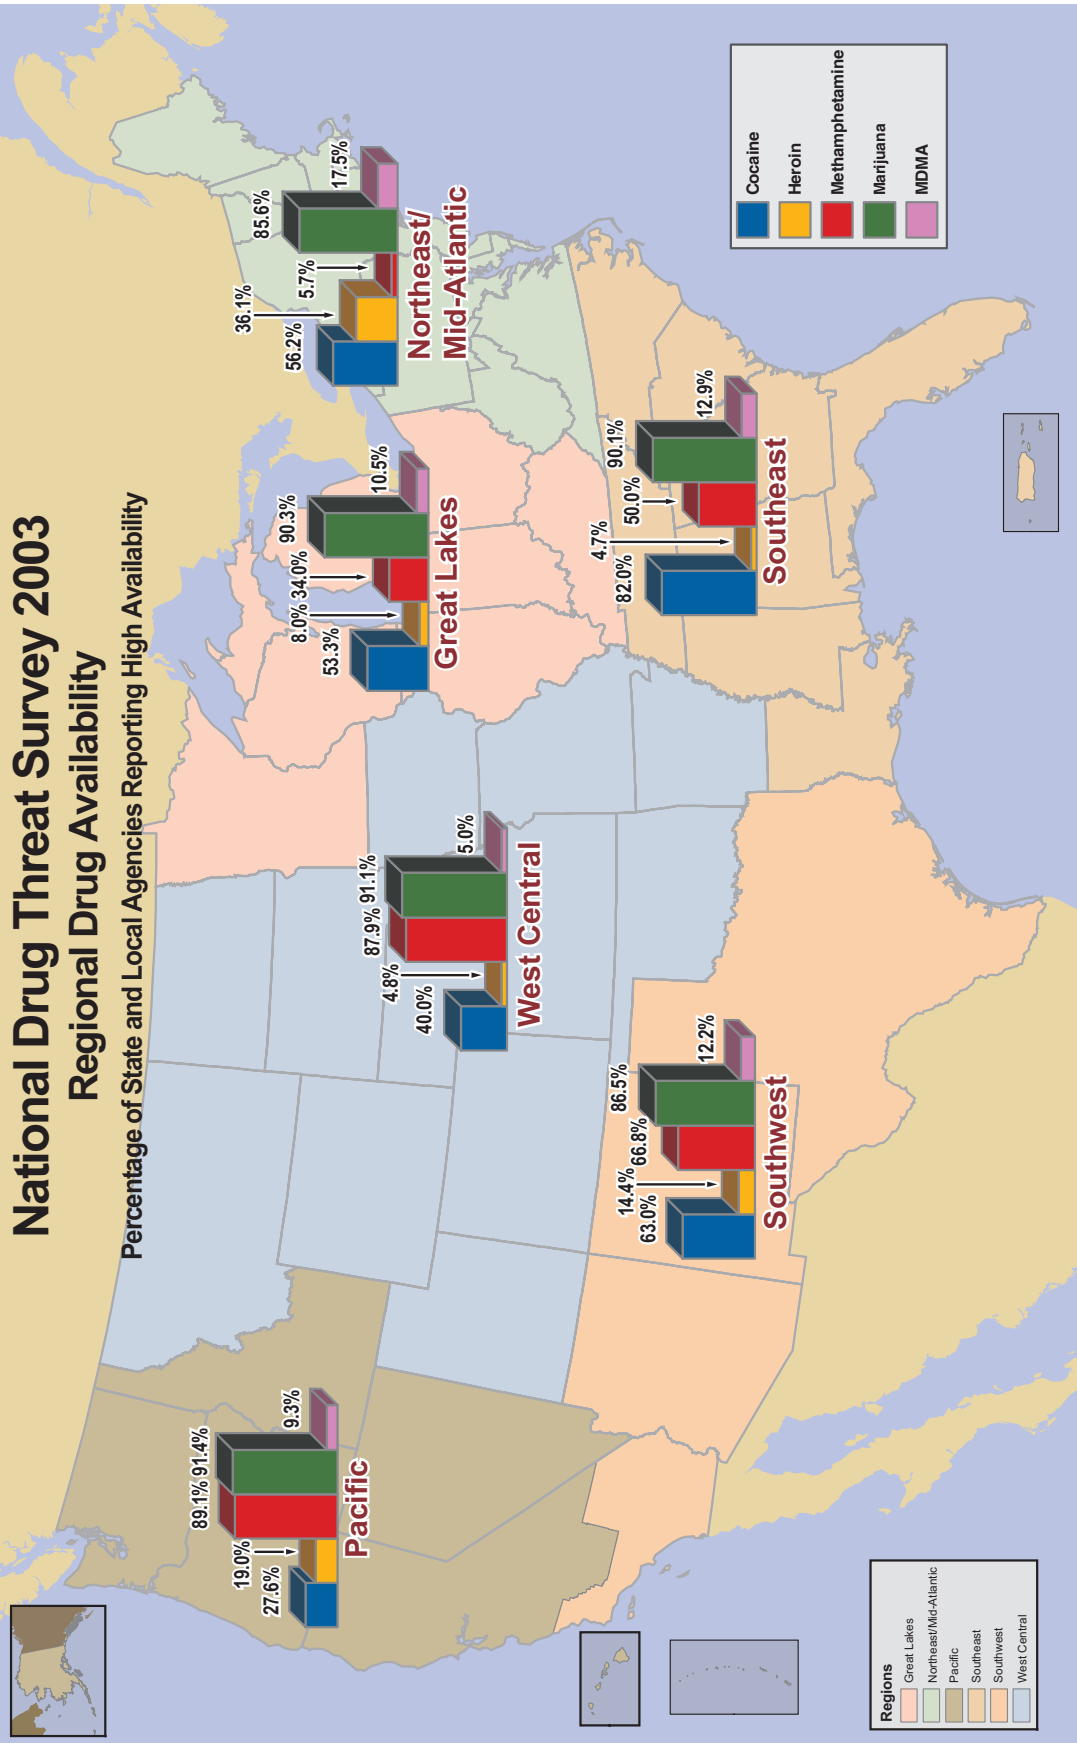 National Drug Threat Survey 2003
Regional Drug Availability
Percentage of State and Local Agencies Reporting High Availability
89.1%
91.4%
19.0%
27.6%
9.3%
Pacific
87.9%
91.1%
4.8%
40.0%
5.0%
West Central
90.3%
34.0%
8.0%
53.3%
10.5%
Great Lakes
85.6%
36.1%
5.7%
56.2%
17.5%
Northeast/
Mid-Atlantic
86.5%
66.8%
14.4%
63.0%
12.2%
Southwest
90.1%
50.0%
4.7%
82.0%
12.9%
Southeast
Regions
Great Lakes
Northeast/Mid-Atlantic
Pacific
Southeast
Southwest
West Central
Cocaine
Heroin
Methamphetamine
Marijuana
MDMA